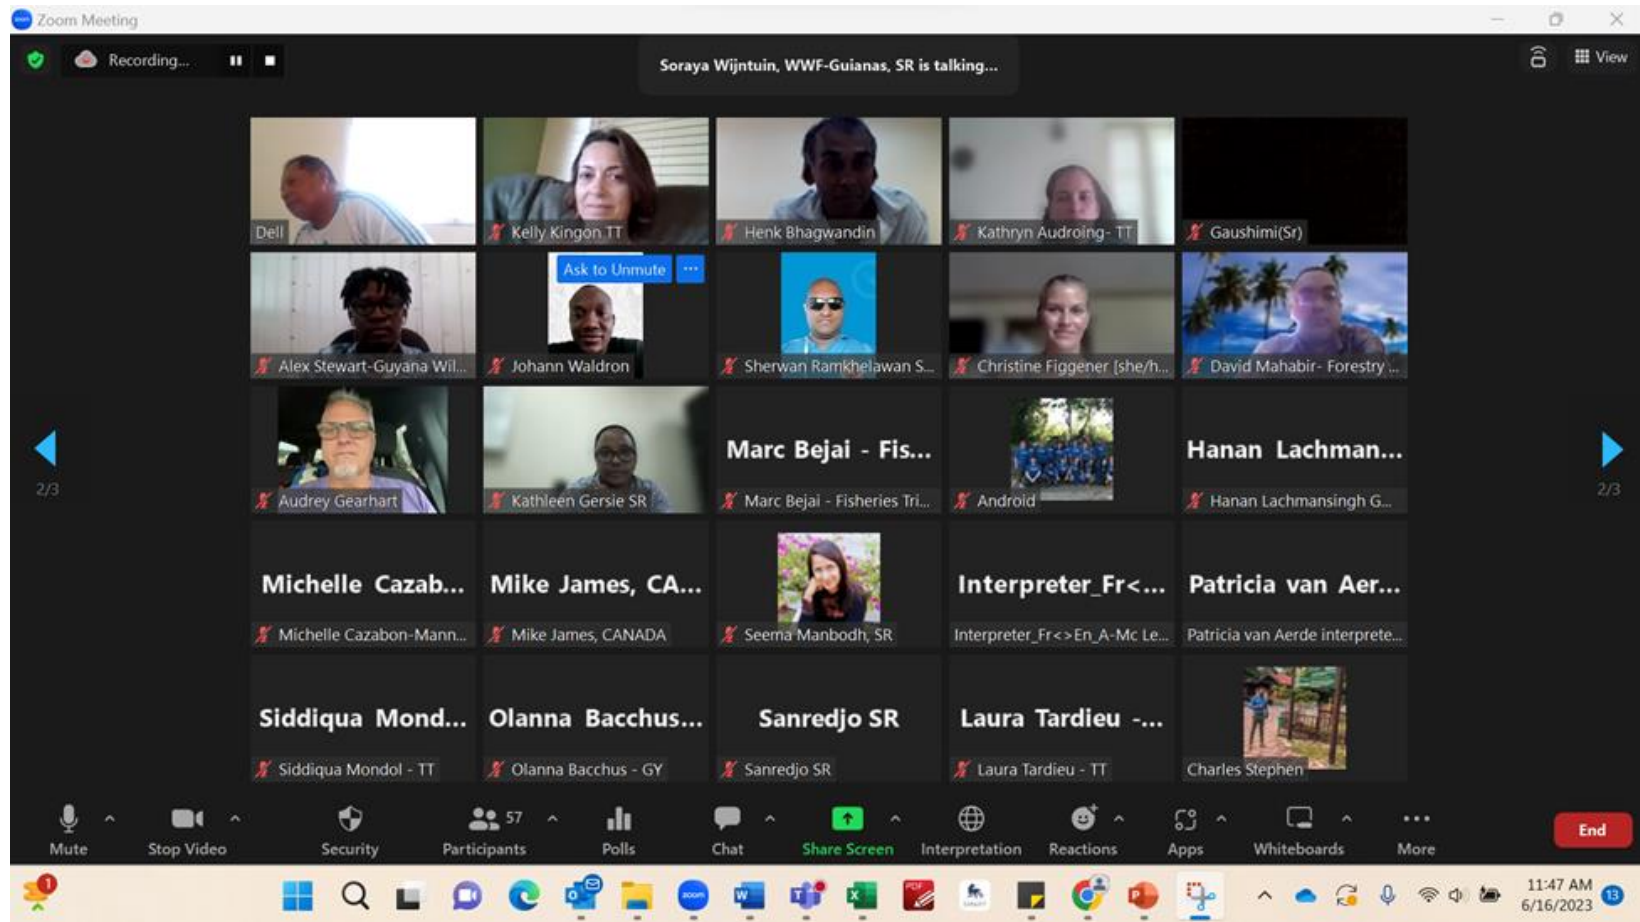 Zoom Meeting
Recording...
Soraya Wijntuin, WWF-Guianas, SR is talking...
View
Dell
Kelly Kingon TT
Henk Bhagwandin
Kathryn Audroing- TT
Gaushimi(Sr)
Ask to Unmute
...
Alex Stewart-Guyana Wil...
Johann Waldron
Sherwan Ramkhelawan S...
Christine Figgener [she/h...
David Mahabir- Forestry ...
Audrey Gearhart
Kathleen Gersie SR
Marc Bejai - Fis...
Marc Bejai - Fisheries Tri...
Android
Hanan Lachman...
Hanan Lachmansingh G...
2/3
2/3
Michelle Cazab...
Michelle Cazabon-Mann...
Mike James, CA...
Mike James, CANADA
Seema Manbodh, SR
Interpreter_Fr<...
Interpreter_Fr<>En_A-Mc Le...
Patricia van Aer...
Patricia van Aerde interprete...
Siddiqua Mond...
Siddiqua Mondol - TT
Olanna Bacchus...
Olanna Bacchus - GY
Sanredjo SR
Sanredjo SR
Laura Tardieu -...
Laura Tardieu - TT
Charles Stephen
Mute
Stop Video
Security
57
Participants
Polls
Chat
Share Screen
Interpretation
Reactions
Apps
Whiteboards
More
End
1
zoom
PDF
11:47 AM
6/16/2023
13